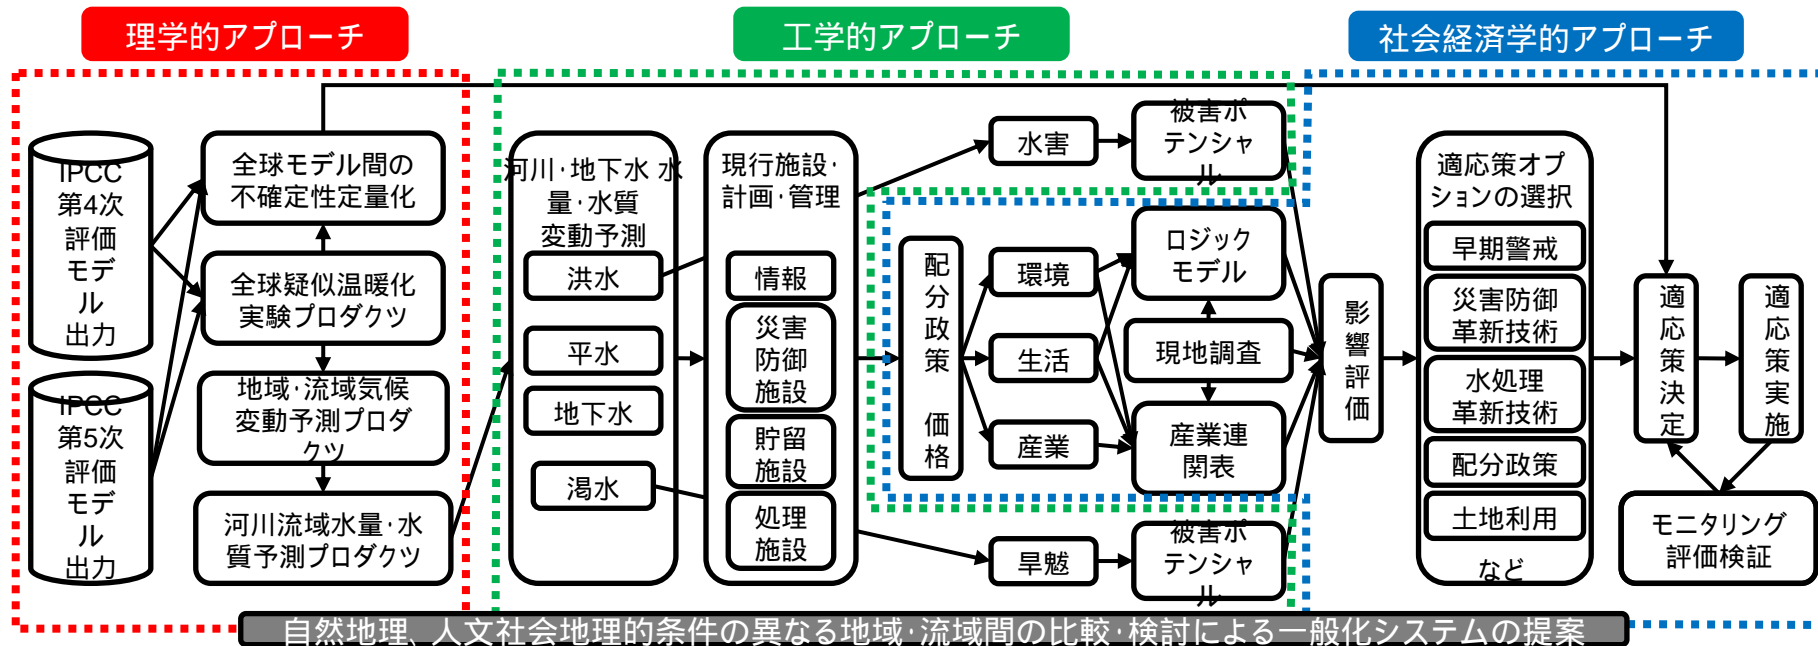 理学的アプローチ
工学的アプローチ
社会経済学的アプローチ
IPCC
第4次
評価
モデ
ル
出力
IPCC
第5次
評価
モデ
ル
出力
全球モデル間の
不確定性定量化
全球疑似温暖化
実験プロダクツ
地域・流域気候
変動予測プロダ
クツ
河川流域水量・水
質予測プロダクツ
河川・地下水 水
量・水質
変動予測
洪水
平水
地下水
渇水
現行施設・
計画・管理
情報
災害
防御
施設
貯留
施設
処理
施設
水害
被害ポ
テンシャ
ル
配分政策 価格
環境
生活
産業
ロジック
モデル
現地調査
産業連
関表
旱魃
被害ポ
テンシャ
ル
影響評価
適応策オプ
ションの選択
早期警戒
災害防御
革新技術
水処理
革新技術
配分政策
土地利用
など
適応策決定
適応策実施
モニタリング
評価検証
自然地理、人文社会地理的条件の異なる地域・流域間の比較・検討による一般化システムの提案